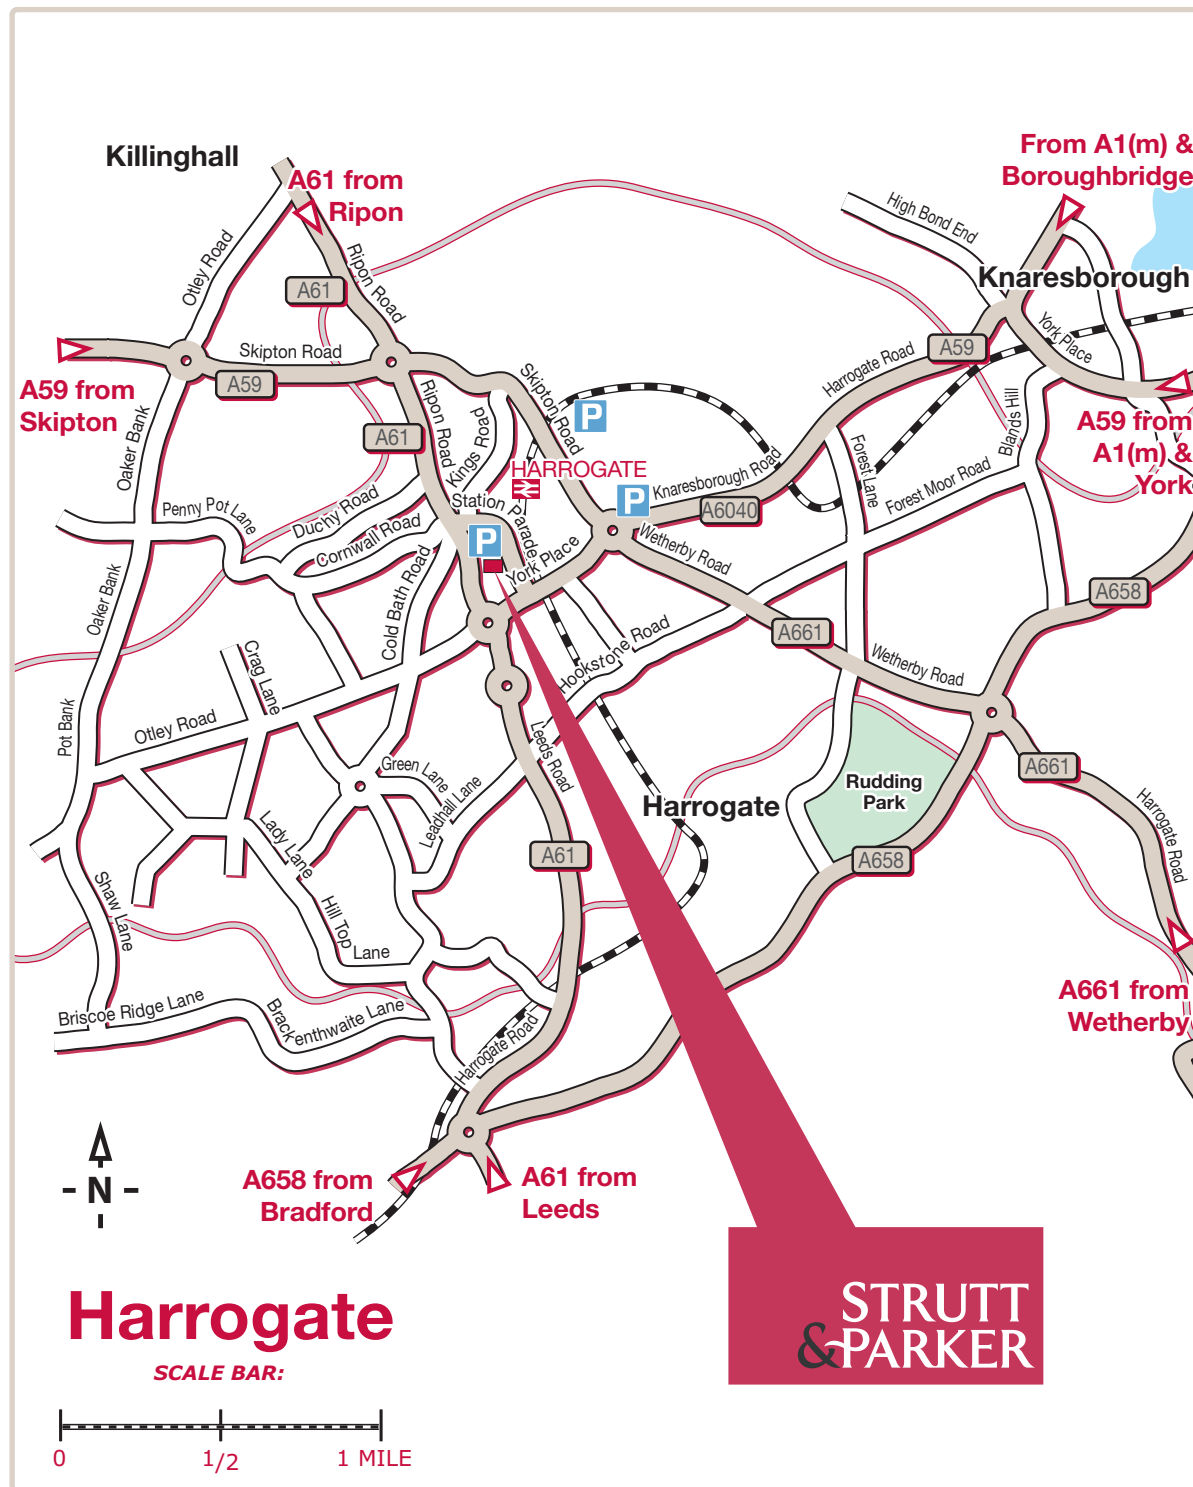 Killinghall
From A1(m) &
Boroughbridge
A61 from
Ripon
High Bond End
Otley Road
Ripon Road
Knaresborough
A61
York Place
Skipton Road
A59
Harrogate Road
A59
A59 from
Skipton
Skipton Road
Ripon Road
Kings Road
P
Blands Hill
A59 from
A1(m) &
York
Oaker Bank
A61
HARROGATE
Knaresborough Road
Forest Lane
Forest Moor Road
Penny Pot Lane
Duchy Road
Station Parade
P
A6040
Cornwall Road
P
York Place
Wetherby Road
Oaker Bank
Cold Bath Road
A658
A661
Hookstone Road
Wetherby Road
Crag Lane
Pot Bank
Otley Road
Leeds Road
Green Lane
Leadhall Lane
A661
Rudding
Park
Harrogate
Harrogate Road
Lady Lane
A61
A658
Shaw Lane
Hill Top Lane
Briscoe Ridge Lane
Brackenthwaite Lane
A661 from
Wetherby
Harrogate Road
N
A658 from
Bradford
A61 from
Leeds
Harrogate
SCALE BAR:
0 1/2 1 MILE
STRUTT
&PARKER